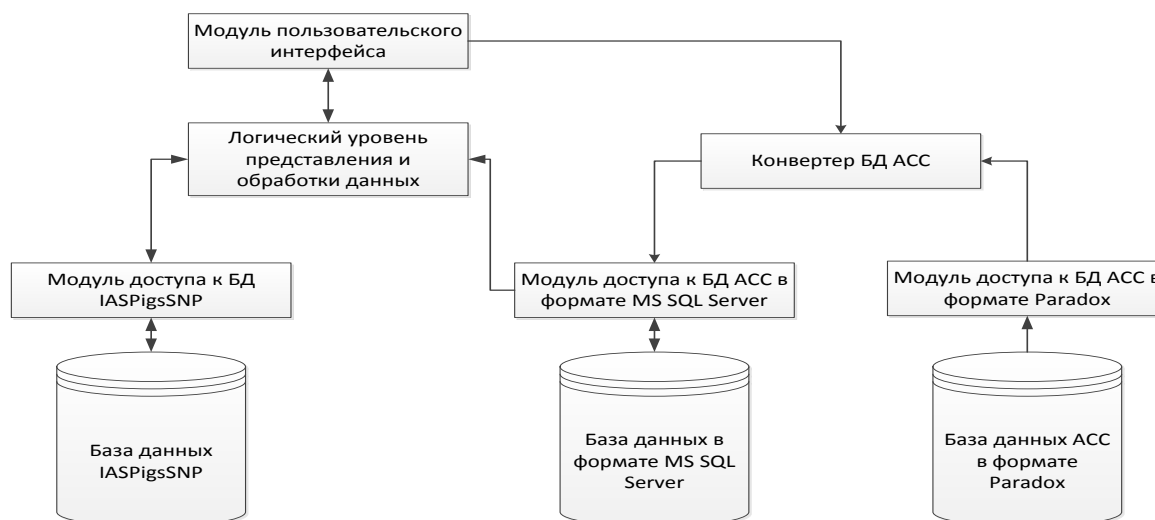 Модуль пользовательского
интерфейса
Логический уровень
представления и
обработки данных
Конвертер БД АСС
Модуль доступа к БД
IASPigsSNP
Модуль доступа к БД АСС в
формате MS SQL Server
Модуль доступа к БД АСС в
формате Paradox
База данных
IASPigsSNP
База данных в
формате MS SQL
Server
База данных АСС
в формате
Paradox